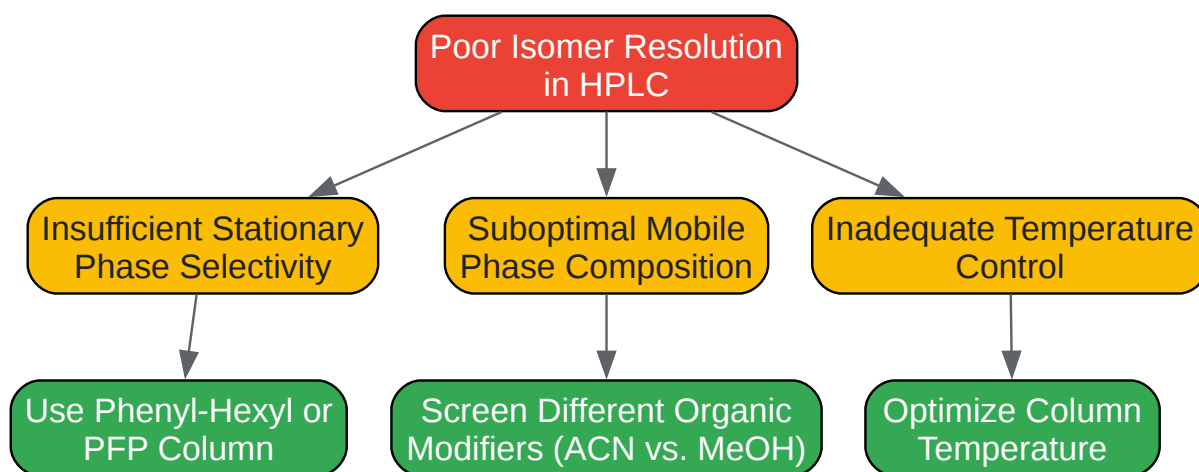 Poor Isomer Resolution
in HPLC
Insufficient Stationary
Phase Selectivity
Suboptimal Mobile
Phase Composition
Inadequate Temperature
Control
Use Phenyl-Hexyl or
PFP Column
Screen Different Organic
Modifiers (ACN vs. MeOH)
Optimize Column
Temperature